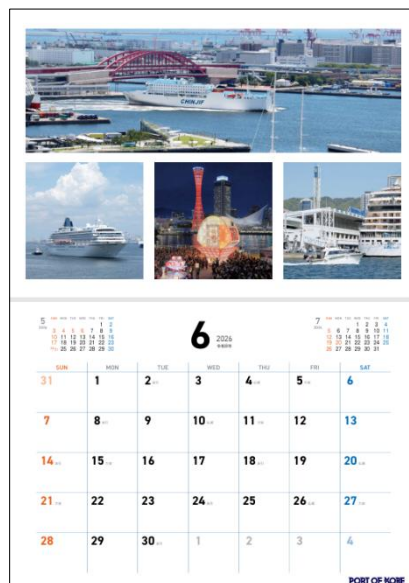 CHINJIF
5
SUN MON TUE WED THU FRI SAT
1 2
3 4 5 6 7 8 9
10 11 12 13 14 15 16
17 18 19 20 21 22 23
25 26 27 28 29 30
6 2026
7
SUN MON TUE WED THU FRI SAT
1 2 3 4
5 6 7 8 9 10 11
12 13 14 15 16 17 18
19 20 21 22 23 24 25
26 27 28 29 30 31
SUN MON TUE WED THU FRI SAT
31 1 2 3 4 5 6
7 8 9 10 11 12 13
14 15 16 17 18 19 20
21 22 23 24 25 26 27
28 29 30 1 2 3 4
PORT OF KOBE